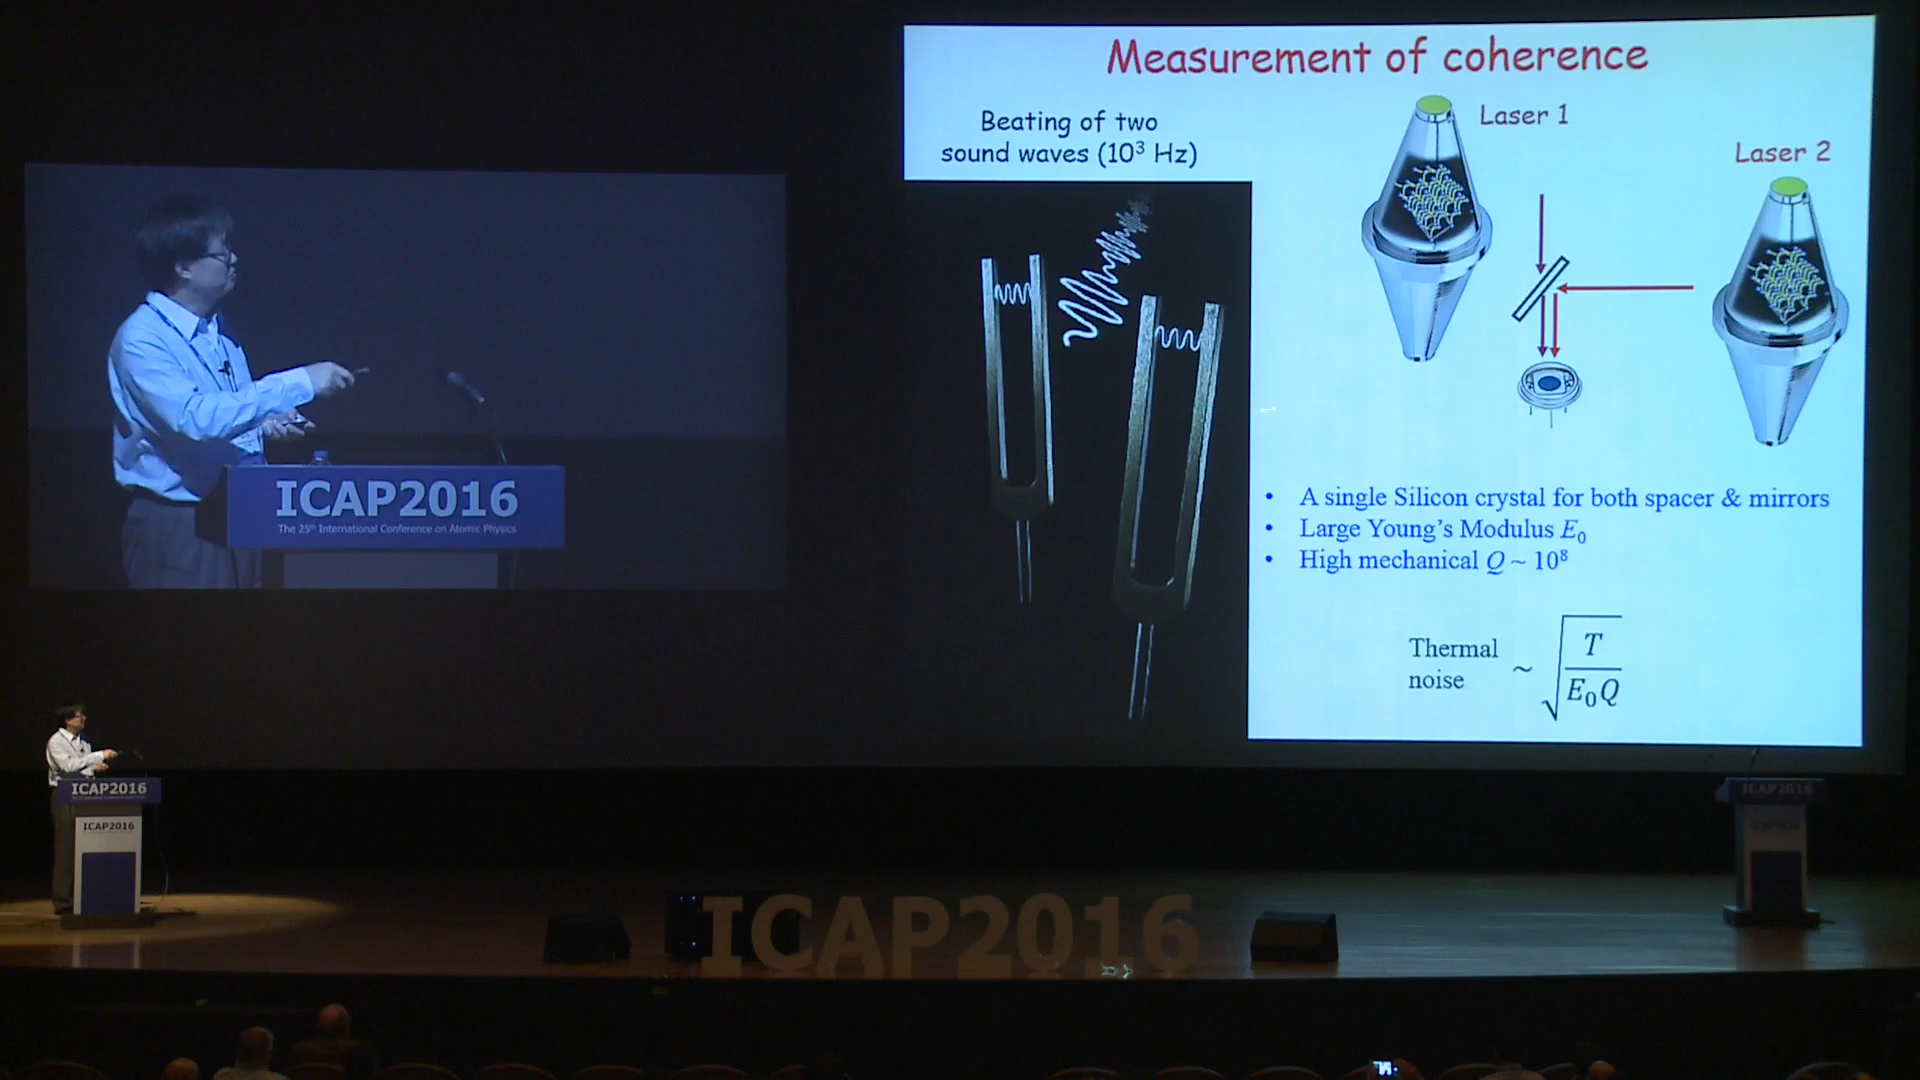 Measurement of coherence
Beating of two
sound waves (10³ Hz)
Laser 1
Laser 2
• A single Silicon crystal for both spacer & mirrors
• Large Young's Modulus E₀
• High mechanical Q ~ 10⁸
Thermal
noise
~ √(T/E₀Q)
ICAP2016
The 25th International Conference on Atomic Physics
ICAP2016
ICAP2016
ICAP2016
ICAP2016